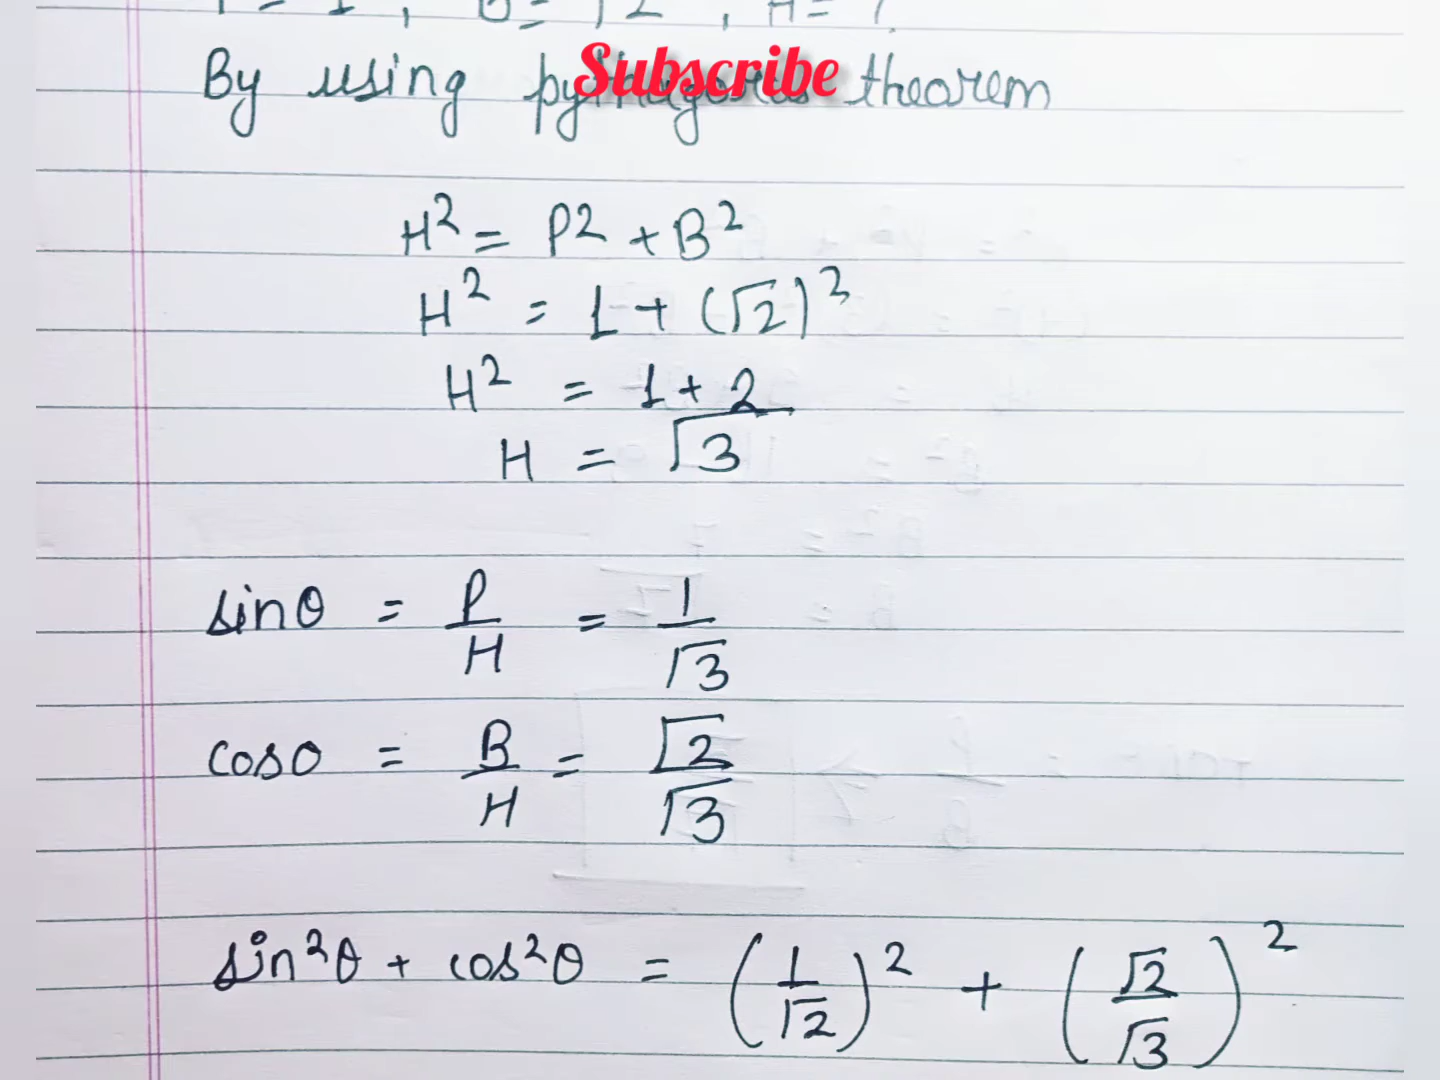 By using pythagoras theorem
Subscribe
H² = P2 + B²
H² = 1 + (√2)²
H² = 1 + 2
H = √3
sinθ = P/H = 1/√3
cosθ = B/H = √2/√3
sin²θ + cos²θ = (1/√2)² + (√2/√3)²